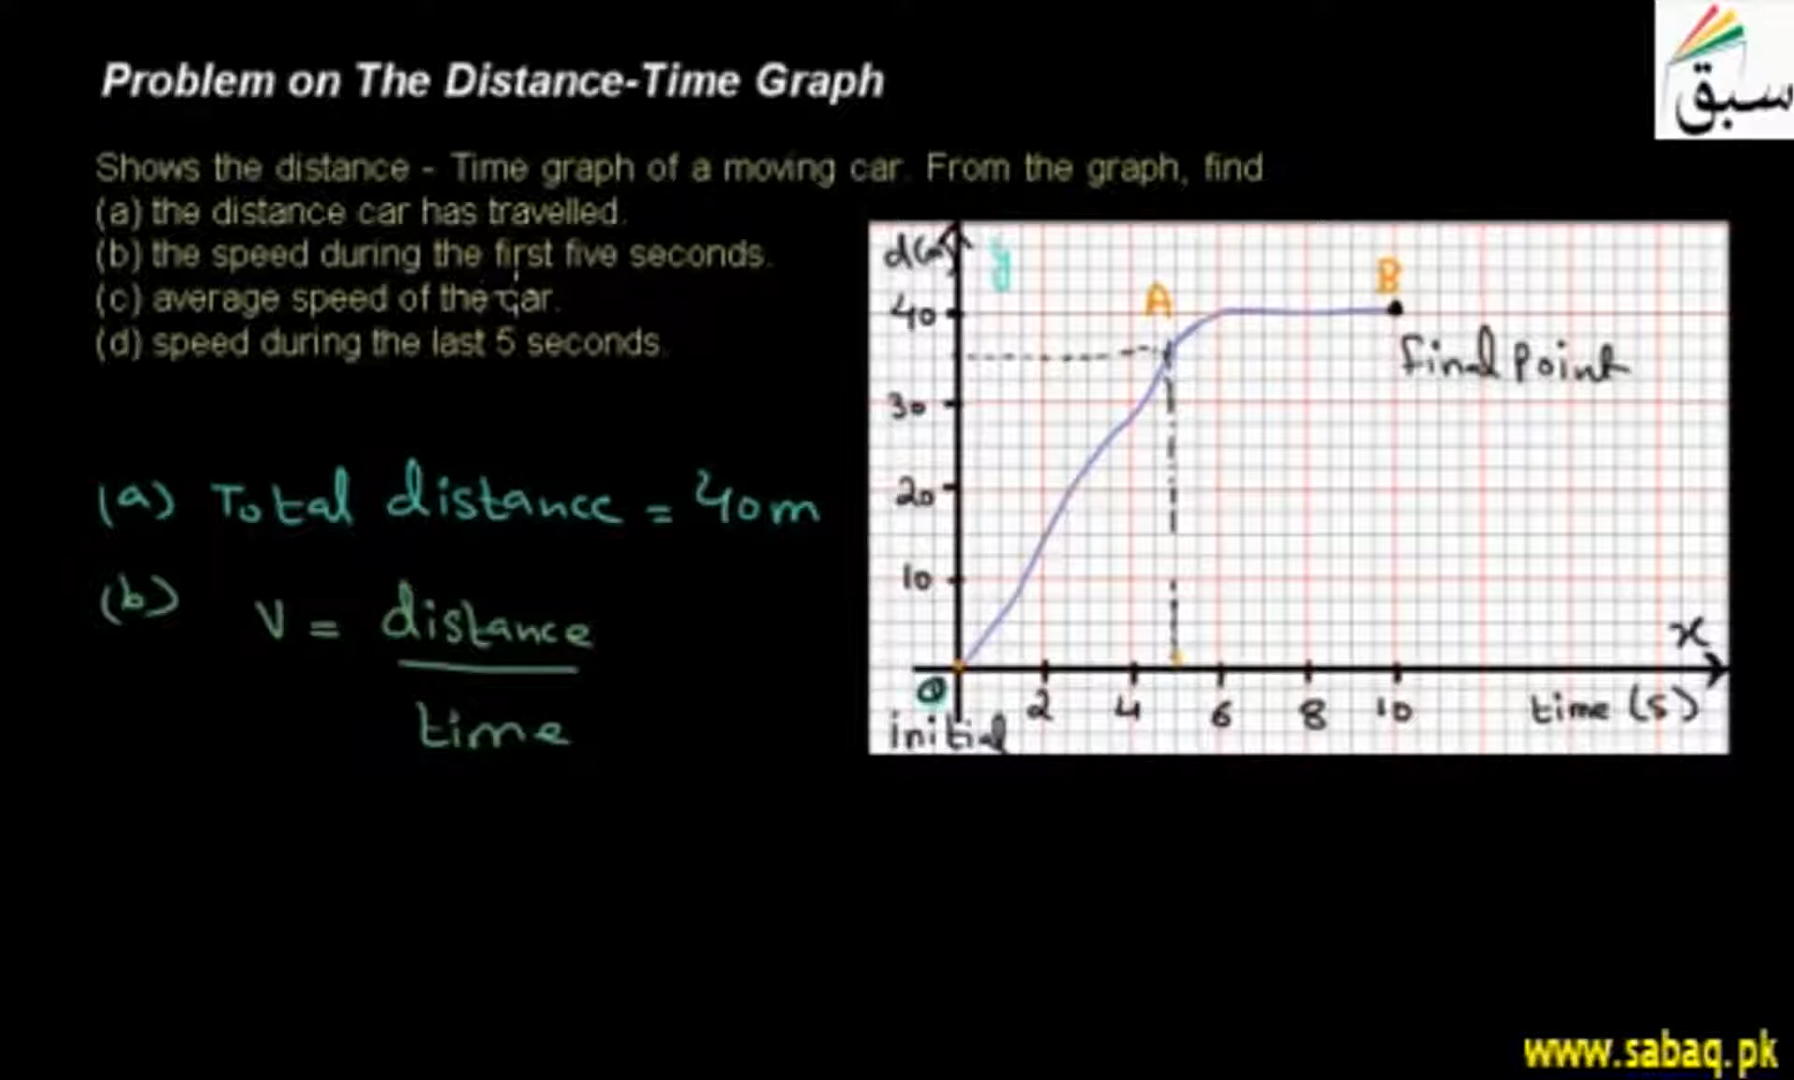 سبق
Problem on The Distance-Time Graph
Shows the distance - Time graph of a moving car. From the graph, find
(a) the distance car has travelled.
(b) the speed during the first five seconds.
(c) average speed of the car.
(d) speed during the last 5 seconds.
(a) Total distance = 40m
(b) V = distance
time
d(m) y
A
B
40
Final Point
30
20
10
x
0
2 4 6 8 10 time (s)
initial
www.sabaq.pk